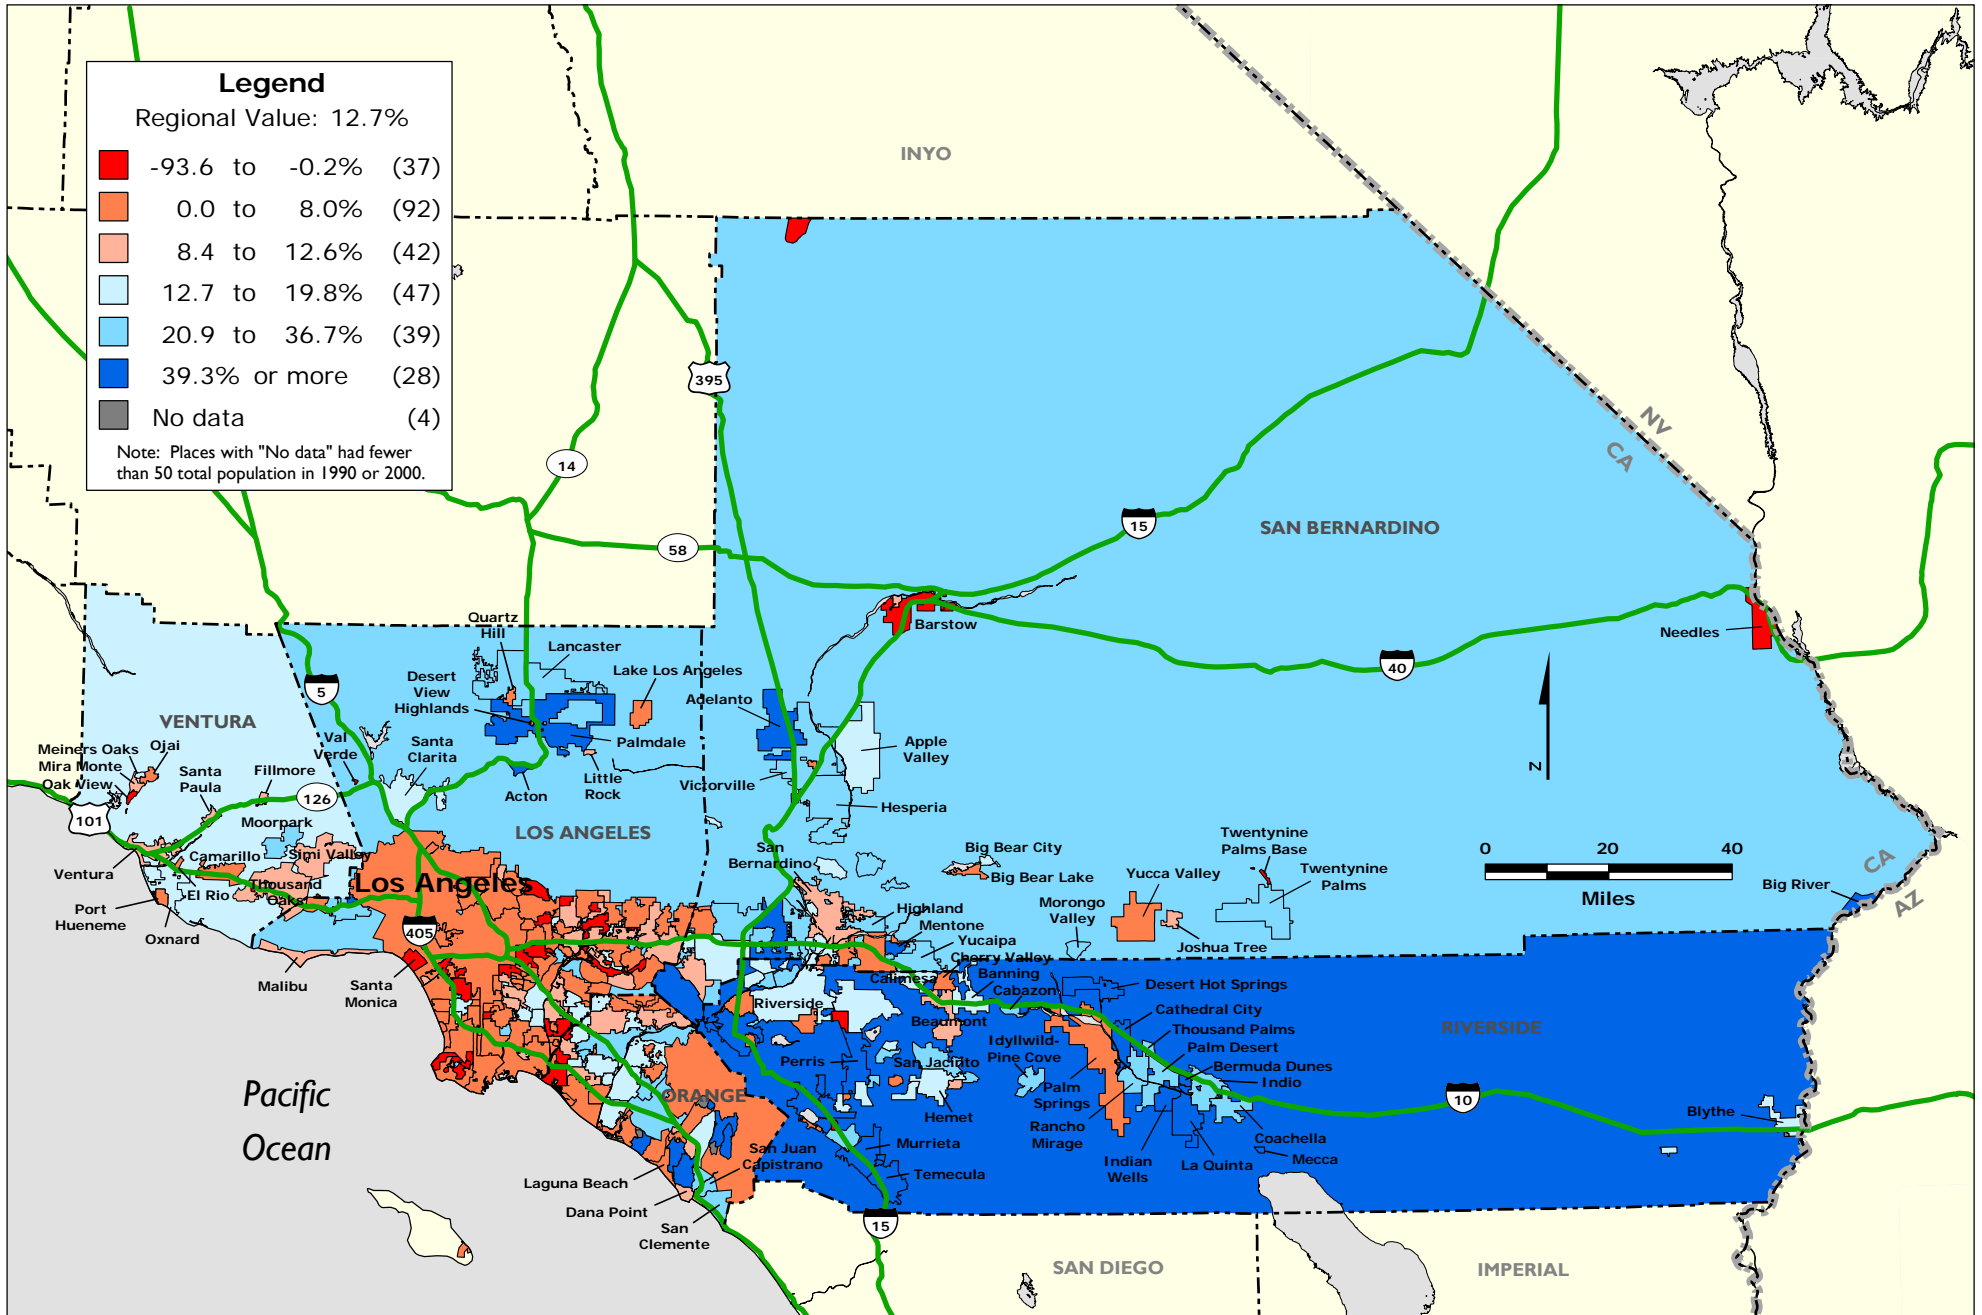 Legend
Regional Value: 12.7%
-93.6 to -0.2% (37)
0.0 to 8.0% (92)
8.4 to 12.6% (42)
12.7 to 19.8% (47)
20.9 to 36.7% (39)
39.3% or more (28)
No data (4)
Note: Places with "No data" had fewer
than 50 total population in 1990 or 2000.
INYO
395
14
NV
CA
15
SAN BERNARDINO
58
Quartz
Hill
Lancaster
Barstow
Needles
40
5
Desert
View
Highlands
Lake Los Angeles
Adelanto
VENTURA
Val
Verde
Santa
Clarita
Palmdale
Apple
Valley
Meiners Oaks
Ojai
Mira Monte
Oak View
Santa
Paula
Fillmore
126
Acton
Little
Rock
Victorville
Hesperia
N
101
Moorpark
LOS ANGELES
Camarillo
Simi Valley
San
Bernardino
Big Bear City
Big Bear Lake
Twentynine
Palms Base
Twentynine
Palms
Yucca Valley
0 20 40
Miles
CA
AZ
Big River
Ventura
El Rio
Thousand
Oaks
Los Angeles
Port
Hueneme
Oxnard
405
Highland
Mentone
Yucaipa
Cherry Valley
Morongo
Valley
Joshua Tree
Malibu
Santa
Monica
Calimesa
Banning
Cabazon
Desert Hot Springs
Riverside
Beaumont
Cathedral City
Thousand Palms
RIVERSIDE
Idyllwild-
Pine Cove
Palm Desert
Perris
San Jacinto
Bermuda Dunes
Indio
Palm
Springs
Pacific
Ocean
ORANGE
Hemet
Rancho
Mirage
10
Blythe
Coachella
Mecca
Murrieta
Temecula
Indian
Wells
La Quinta
San Juan
Capistrano
Laguna Beach
Dana Point
San
Clemente
15
SAN DIEGO
IMPERIAL